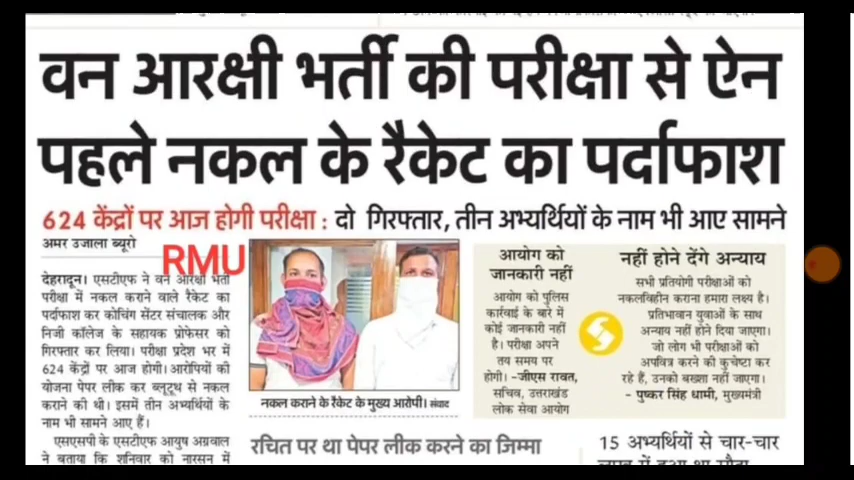 वन आरक्षी भर्ती की परीक्षा से ऐन
पहले नकल के रैकेट का पर्दाफाश
624 केंद्रों पर आज होगी परीक्षा : दो गिरफ्तार, तीन अभ्यर्थियों के नाम भी आए सामने
अमर उजाला ब्यूरो
RMU
देहरादून। एसटीएफ ने वन आरक्षी भर्ती
परीक्षा में नकल कराने वाले रैकेट का
पर्दाफाश कर कोचिंग सेंटर संचालक और
निजी कॉलेज के सहायक प्रोफेसर को
गिरफ्तार कर लिया। परीक्षा प्रदेश भर में
624 केंद्रों पर आज होगी।आरोपियों की
योजना पेपर लीक कर ब्लूटूथ से नकल
कराने की थी। इसमें तीन अभ्यर्थियों के
नाम भी सामने आए हैं।
एसएसपी के एसटीएफ आयुष अग्रवाल
ने बताया कि शनिवार को नारसन में
नकल कराने के रैकेट के मुख्य आरोपी। संवाद
रचित पर था पेपर लीक करने का जिम्मा
आयोग को
जानकारी नहीं
आयोग को पुलिस
कार्रवाई के बारे में
कोई जानकारी नहीं
है। परीक्षा अपने
तय समय पर
होगी। -जीएस रावत,
सचिव, उत्तराखंड
लोक सेवा आयोग
नहीं होने देंगे अन्याय
सभी प्रतियोगी परीक्षाओं को
नकलविहीन कराना हमारा लक्ष्य है।
प्रतिभावान युवाओं के साथ
अन्याय नहीं होने दिया जाएगा।
जो लोग भी परीक्षाओं को
अपवित्र करने की कुचेष्टा कर
रहे हैं, उनको बख्शा नहीं जाएगा।
- पुष्कर सिंह धामी, मुख्यमंत्री
15 अभ्यर्थियों से चार-चार